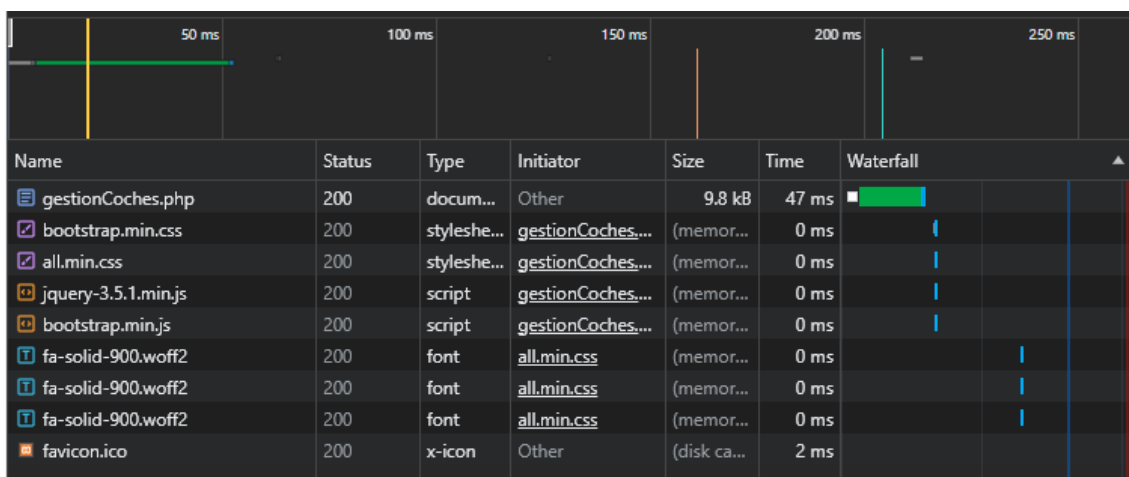 50 ms 100 ms 150 ms 200 ms 250 ms
Name Status Type Initiator Size Time Waterfall
gestionCoches.php 200 docum... Other 9.8 kB 47 ms
bootstrap.min.css 200 styleshe... gestionCoches.... (memor... 0 ms
all.min.css 200 styleshe... gestionCoches.... (memor... 0 ms
jquery-3.5.1.min.js 200 script gestionCoches.... (memor... 0 ms
bootstrap.min.js 200 script gestionCoches.... (memor... 0 ms
fa-solid-900.woff2 200 font all.min.css (memor... 0 ms
fa-solid-900.woff2 200 font all.min.css (memor... 0 ms
fa-solid-900.woff2 200 font all.min.css (memor... 0 ms
favicon.ico 200 x-icon Other (disk ca... 2 ms